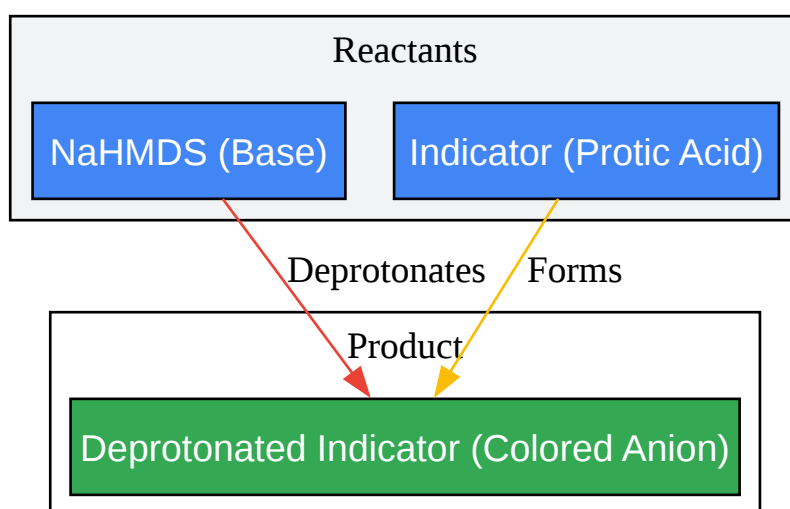 Reactants
NaHMDS (Base)
Indicator (Protic Acid)
Deprotonates
Forms
Product
Deprotonated Indicator (Colored Anion)